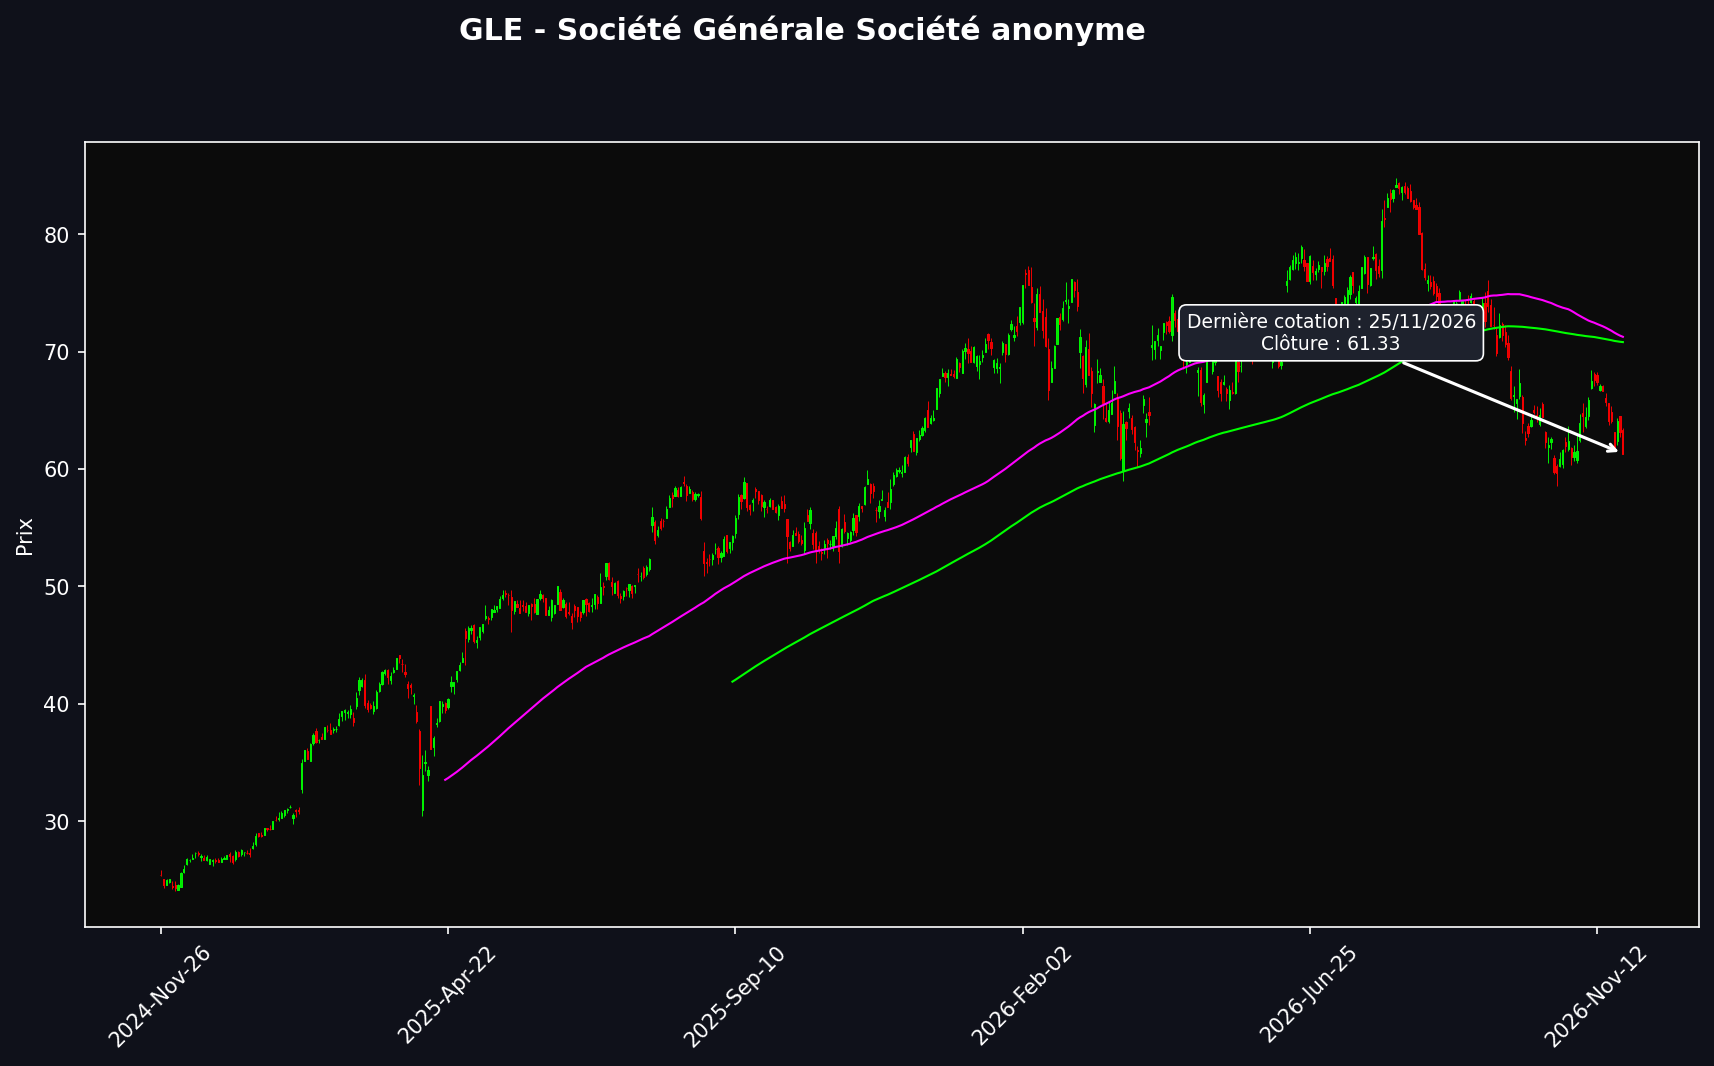 GLE - Société Générale Société anonyme
Prix
80
70
60
50
40
30
Dernière cotation : 25/11/2026
Clôture : 61.33
2024-Nov-26
2025-Apr-22
2025-Sep-10
2026-Feb-02
2026-Jun-25
2026-Nov-12